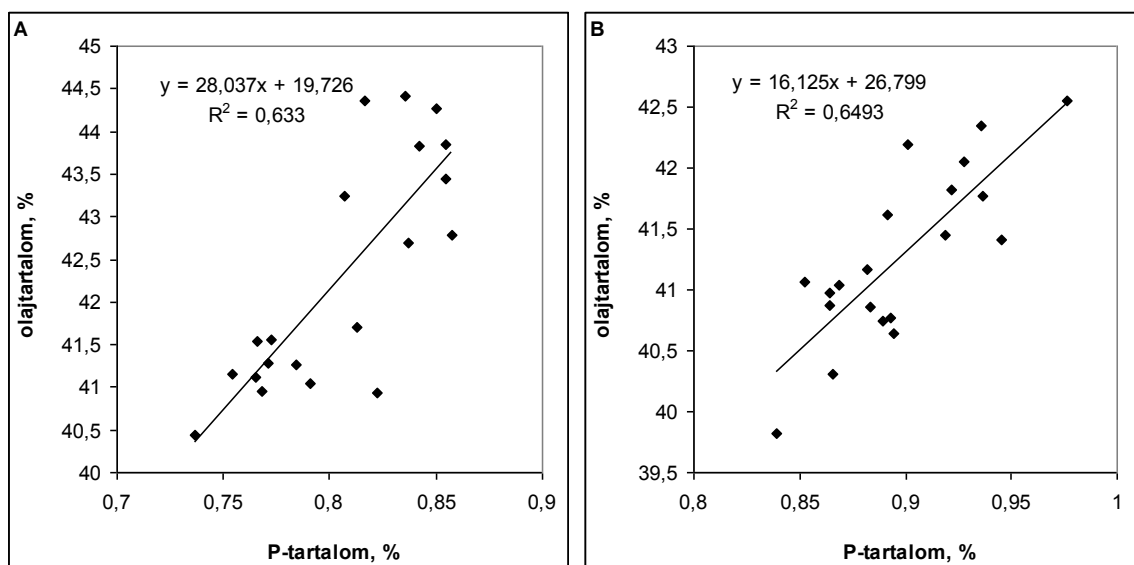 A
y = 28,037x + 19,726
R² = 0,633
45
44,5
44
43,5
43
42,5
42
41,5
41
40,5
40
olajtartalom, %
0,7 0,75 0,8 0,85 0,9
P-tartalom, %
B
y = 16,125x + 26,799
R² = 0,6493
43
42,5
42
41,5
41
40,5
40
39,5
olajtartalom, %
0,8 0,85 0,9 0,95 1
P-tartalom, %